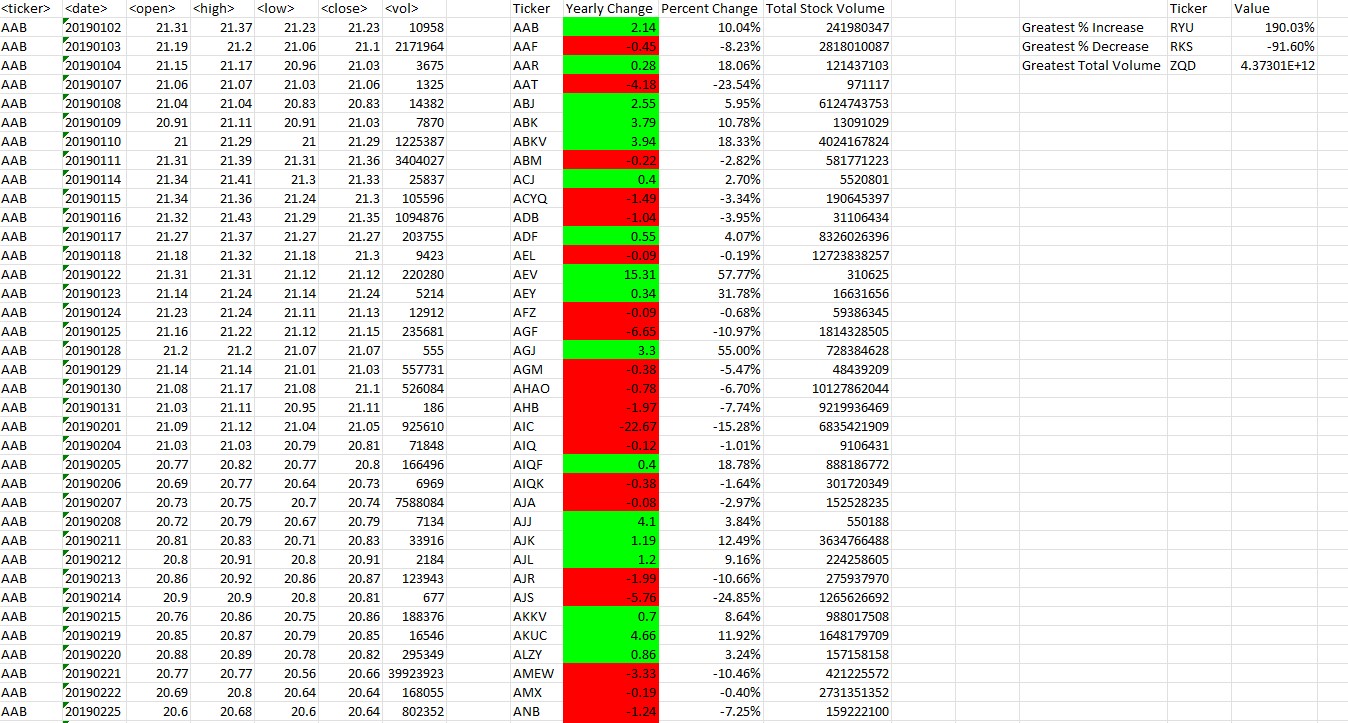 <ticker> <date> <open> <high> <low> <close> <vol> Ticker Yearly Change Percent Change Total Stock Volume Ticker Value
AAB 20190102 21.31 21.37 21.23 21.23 10958 AAB 2.14 10.04% 241980347 Greatest % Increase RYU 190.03%
AAB 20190103 21.19 21.2 21.06 21.1 2171964 AAF -0.45 -8.23% 2818010087 Greatest % Decrease RKS -91.60%
AAB 20190104 21.15 21.17 20.96 21.03 3675 AAR 0.28 18.06% 121437103 Greatest Total Volume ZQD 4.37301E+12
AAB 20190107 21.06 21.07 21.03 21.06 1325 AAT -4.18 -23.54% 971117
AAB 20190108 21.04 21.04 20.83 20.83 14382 ABJ 2.55 5.95% 6124743753
AAB 20190109 20.91 21.11 20.91 21.03 7870 ABK 3.79 10.78% 13091029
AAB 20190110 21 21.29 21 21.29 1225387 ABKV 3.94 18.33% 4024167824
AAB 20190111 21.31 21.39 21.31 21.36 3404027 ABM -0.22 -2.82% 581771223
AAB 20190114 21.34 21.41 21.3 21.33 25837 ACJ 0.4 2.70% 5520801
AAB 20190115 21.34 21.36 21.24 21.3 105596 ACYQ -1.49 -3.34% 190645397
AAB 20190116 21.32 21.43 21.29 21.35 1094876 ADB -1.04 -3.95% 31106434
AAB 20190117 21.27 21.37 21.27 21.27 203755 ADF 0.55 4.07% 8326026396
AAB 20190118 21.18 21.32 21.18 21.3 9423 AEL -0.09 -0.19% 12723838257
AAB 20190122 21.31 21.31 21.12 21.12 220280 AEV 15.31 57.77% 310625
AAB 20190123 21.14 21.24 21.14 21.24 5214 AEY 0.34 31.78% 16631656
AAB 20190124 21.23 21.24 21.11 21.13 12912 AFZ -0.09 -0.68% 59386345
AAB 20190125 21.16 21.22 21.12 21.15 235681 AGF -6.65 -10.97% 1814328505
AAB 20190128 21.2 21.2 21.07 21.07 555 AGJ 3.3 55.00% 728384628
AAB 20190129 21.14 21.14 21.01 21.03 557731 AGM -0.38 -5.47% 48439209
AAB 20190130 21.08 21.17 21.08 21.1 526084 AHAO -0.78 -6.70% 10127862044
AAB 20190131 21.03 21.11 20.95 21.11 186 AHB -1.97 -7.74% 9219936469
AAB 20190201 21.09 21.12 21.04 21.05 925610 AIC -22.67 -15.28% 6835421909
AAB 20190204 21.03 21.03 20.79 20.81 71848 AIQ -0.12 -1.01% 9106431
AAB 20190205 20.77 20.82 20.77 20.8 166496 AIQF 0.4 18.78% 888186772
AAB 20190206 20.69 20.77 20.64 20.73 6969 AIQK -0.38 -1.64% 301720349
AAB 20190207 20.73 20.75 20.7 20.74 7588084 AJA -0.08 -2.97% 152528235
AAB 20190208 20.72 20.79 20.67 20.79 7134 AJJ 4.1 3.84% 550188
AAB 20190211 20.81 20.83 20.71 20.83 33916 AJK 1.19 12.49% 3634766488
AAB 20190212 20.8 20.91 20.8 20.91 2184 AJL 1.2 9.16% 224258605
AAB 20190213 20.86 20.92 20.86 20.87 123943 AJR -1.99 -10.66% 275937970
AAB 20190214 20.9 20.9 20.8 20.81 677 AJS -5.76 -24.85% 1265626692
AAB 20190215 20.76 20.86 20.75 20.86 188376 AKKV 0.7 8.64% 988017508
AAB 20190219 20.85 20.87 20.79 20.85 16546 AKUC 4.66 11.92% 1648179709
AAB 20190220 20.88 20.89 20.78 20.82 295349 ALZY 0.86 3.24% 157158158
AAB 20190221 20.77 20.77 20.56 20.66 39923923 AMEW -3.33 -10.46% 421225572
AAB 20190222 20.69 20.8 20.64 20.64 168055 AMX -0.19 -0.40% 2731351352
AAB 20190225 20.6 20.68 20.6 20.64 802352 ANB -1.24 -7.25% 159222100